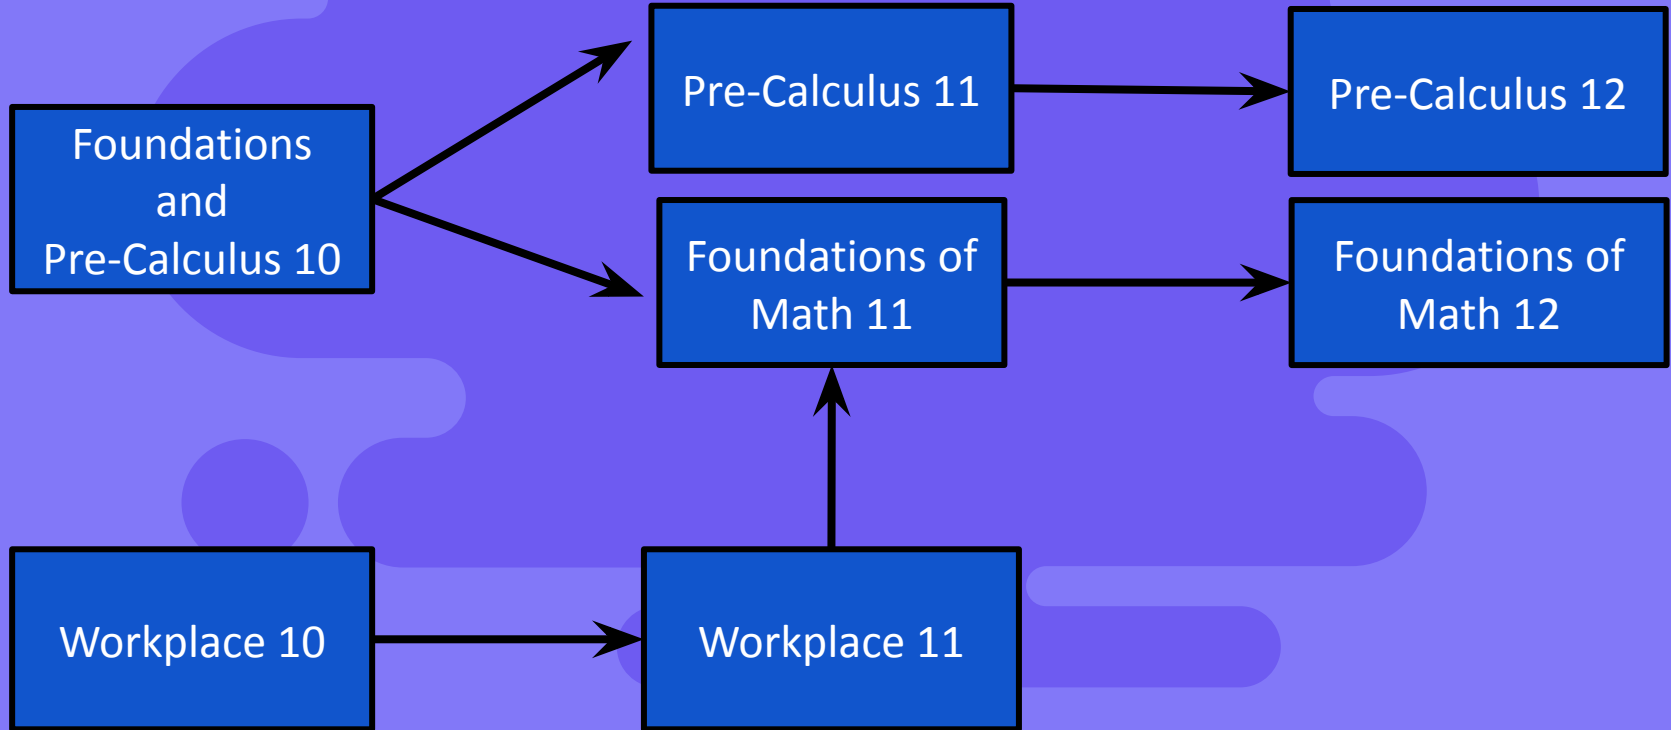 Foundations
and
Pre-Calculus 10
Pre-Calculus 11
Pre-Calculus 12
Foundations of
Math 11
Foundations of
Math 12
Workplace 10
Workplace 11